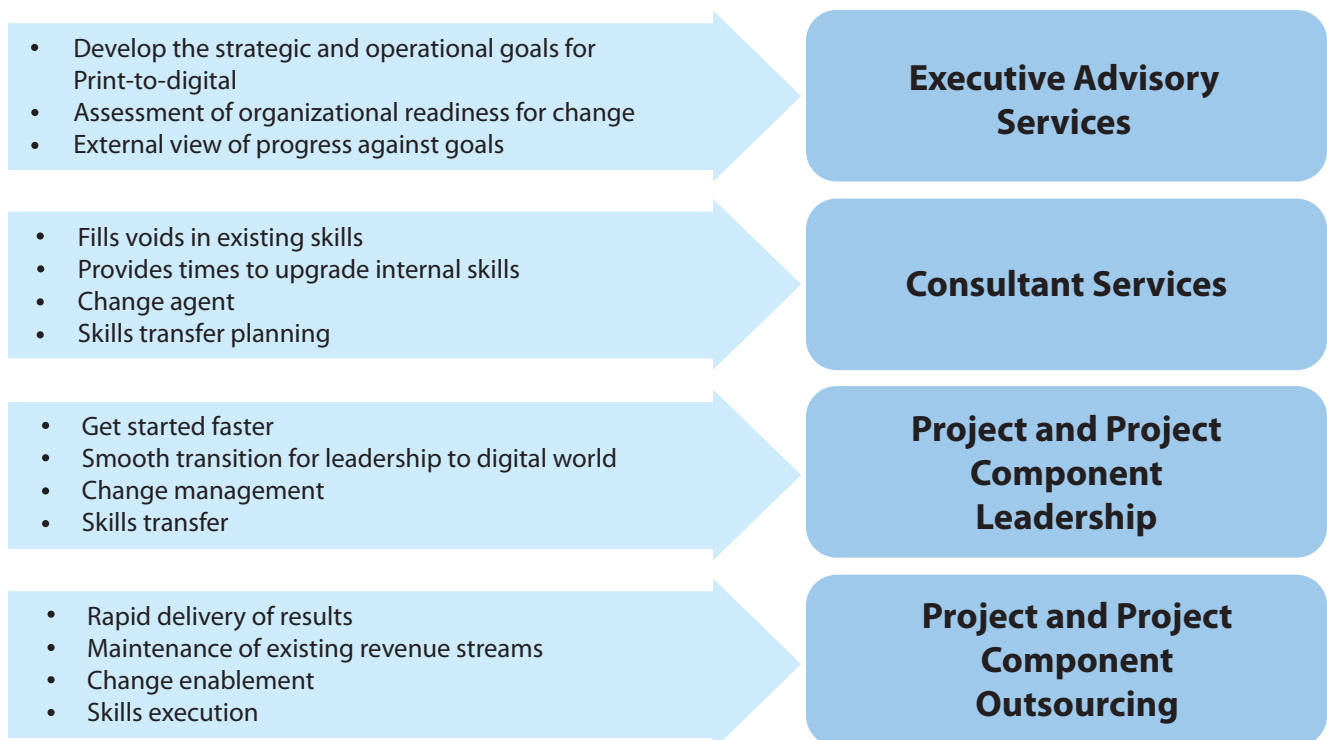 • Develop the strategic and operational goals for
Print-to-digital
• Assessment of organizational readiness for change
• External view of progress against goals
Executive Advisory
Services
• Fills voids in existing skills
• Provides times to upgrade internal skills
• Change agent
• Skills transfer planning
Consultant Services
• Get started faster
• Smooth transition for leadership to digital world
• Change management
• Skills transfer
Project and Project
Component
Leadership
• Rapid delivery of results
• Maintenance of existing revenue streams
• Change enablement
• Skills execution
Project and Project
Component
Outsourcing